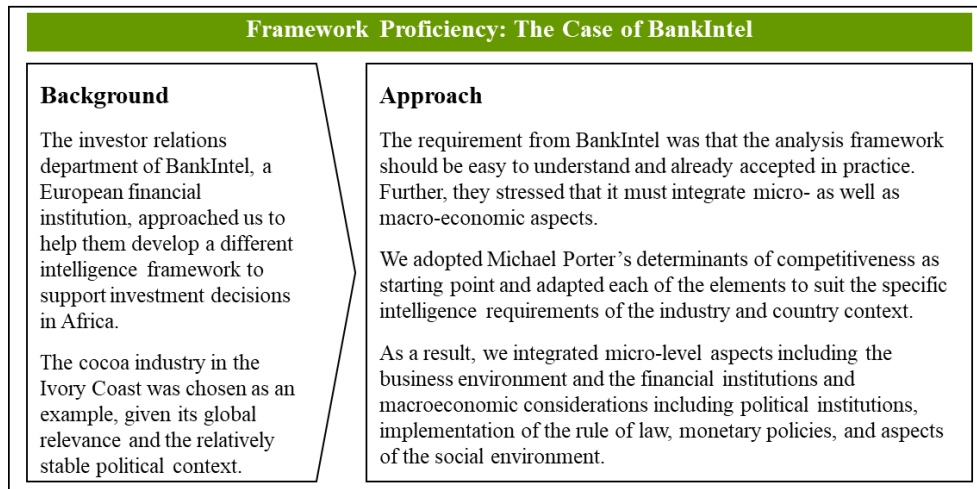 Framework Proficiency: The Case of BankIntel
Background
The investor relations
department of BankIntel, a
European financial
institution, approached us to
help them develop a different
intelligence framework to
support investment decisions
in Africa.
The cocoa industry in the
Ivory Coast was chosen as an
example, given its global
relevance and the relatively
stable political context.
Approach
The requirement from BankIntel was that the analysis framework
should be easy to understand and already accepted in practice.
Further, they stressed that it must integrate micro- as well as
macro-economic aspects.
We adopted Michael Porter’s determinants of competitiveness as
starting point and adapted each of the elements to suit the specific
intelligence requirements of the industry and country context.
As a result, we integrated micro-level aspects including the
business environment and the financial institutions and
macroeconomic considerations including political institutions,
implementation of the rule of law, monetary policies, and aspects
of the social environment.